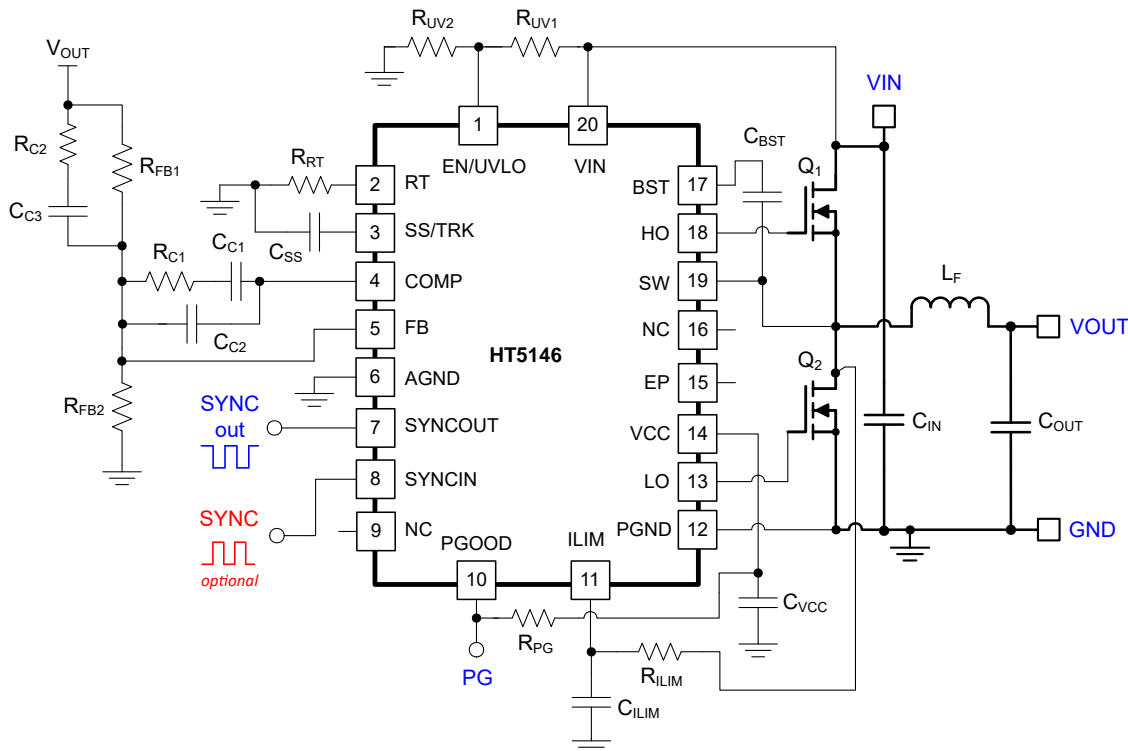 RUV2
RUV1
VOUT
VIN
1
20
EN/UVLO
VIN
RC2
RFB1
CC3
RRT
CSS
2
RT
3
SS/TRK
RC1
CC1
CC2
4
COMP
5
FB
6
AGND
7
SYNCOUT
8
SYNCIN
9
NC
HT5146
RFB2
SYNC
out
SYNC
optional
CBST
Q1
BST
17
HO
18
SW
19
NC
16
EP
15
VCC
14
LO
13
PGND
12
LF
VOUT
Q2
CIN
COUT
GND
PGOOD
10
ILIM
11
RPG
PG
CVCC
RILIM
CILIM